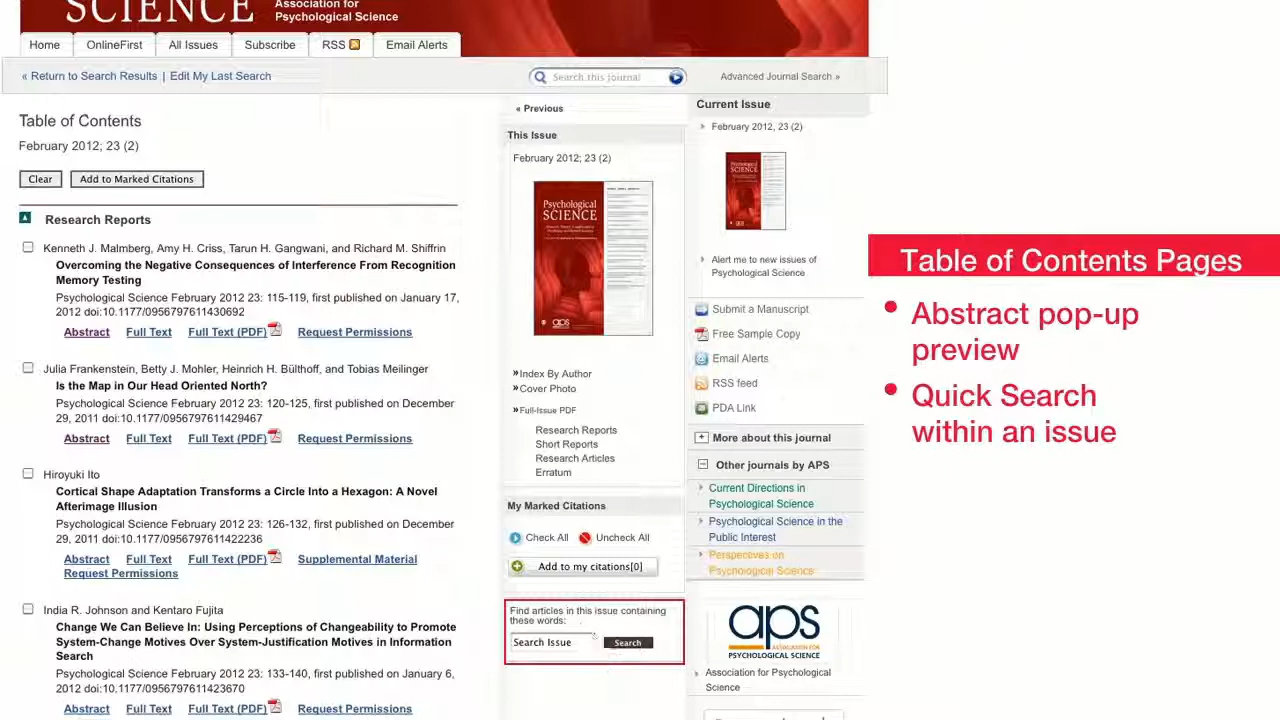 SCIENCE
Association for
Psychological Science
Home
OnlineFirst
All Issues
Subscribe
RSS
Email Alerts
« Return to Search Results | Edit My Last Search
Search this journal
Advanced Journal Search »
Table of Contents
February 2012; 23 (2)
Clear
Add to Marked Citations
Research Reports
Kenneth J. Malmberg, Amy H. Criss, Tarun H. Gangwani, and Richard M. Shiffrin
Overcoming the Negative Consequences of Interference From Recognition
Memory Testing
Psychological Science February 2012 23: 115-119, first published on January 17,
2012 doi:10.1177/0956797611430692
Abstract Full Text Full Text (PDF) Request Permissions
Julia Frankenstein, Betty J. Mohler, Heinrich H. Bülthoff, and Tobias Meilinger
Is the Map in Our Head Oriented North?
Psychological Science February 2012 23: 120-125, first published on December
29, 2011 doi:10.1177/0956797611429467
Abstract Full Text Full Text (PDF) Request Permissions
Hiroyuki Ito
Cortical Shape Adaptation Transforms a Circle Into a Hexagon: A Novel
Afterimage Illusion
Psychological Science February 2012 23: 126-132, first published on December
29, 2011 doi:10.1177/0956797611422236
Abstract Full Text Full Text (PDF) Supplemental Material
Request Permissions
India R. Johnson and Kentaro Fujita
Change We Can Believe In: Using Perceptions of Changeability to Promote
System-Change Motives Over System-Justification Motives in Information
Search
Psychological Science February 2012 23: 133-140, first published on January 6,
2012 doi:10.1177/0956797611423670
Abstract Full Text Full Text (PDF) Request Permissions
« Previous
This Issue
February 2012; 23 (2)
Psychological
SCIENCE
aps
»Index By Author
»Cover Photo
»Full-Issue PDF
Research Reports
Short Reports
Research Articles
Erratum
My Marked Citations
Check All
Uncheck All
Add to my citations[0]
Find articles in this issue containing
these words:
Search Issue
Search
Current Issue
February 2012, 23 (2)
Psychological
SCIENCE
aps
Alert me to new issues of
Psychological Science
Submit a Manuscript
Free Sample Copy
Email Alerts
RSS feed
PDA Link
More about this journal
Other journals by APS
Current Directions in
Psychological Science
Psychological Science in the
Public Interest
Perspectives on
Psychological Science
aps
ASSOCIATION FOR
PSYCHOLOGICAL SCIENCE
Association for Psychological
Science
Table of Contents Pages
• Abstract pop-up
preview
• Quick Search
within an issue